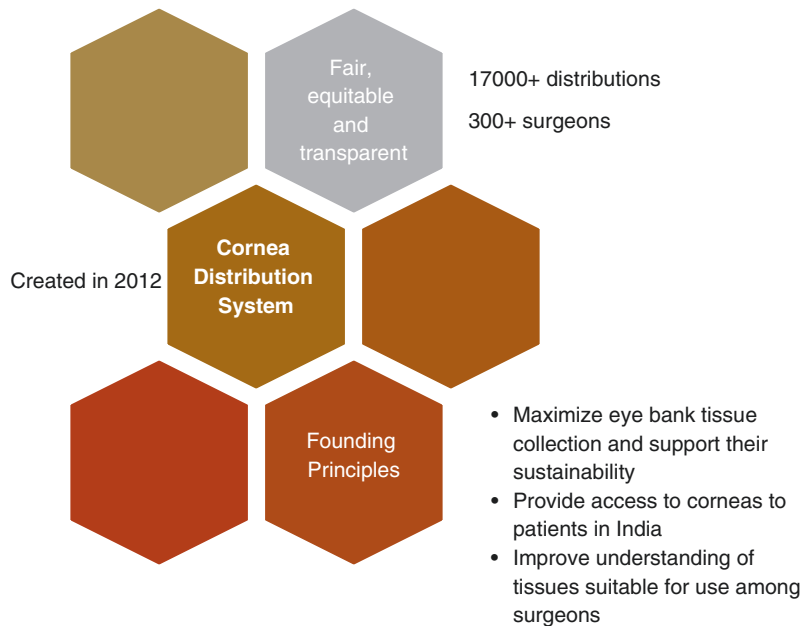 Fair,
equitable
and
transparent
17000+ distributions
300+ surgeons
Created in 2012
Cornea
Distribution
System
Founding
Principles
• Maximize eye bank tissue
collection and support their
sustainability
• Provide access to corneas to
patients in India
• Improve understanding of
tissues suitable for use among
surgeons